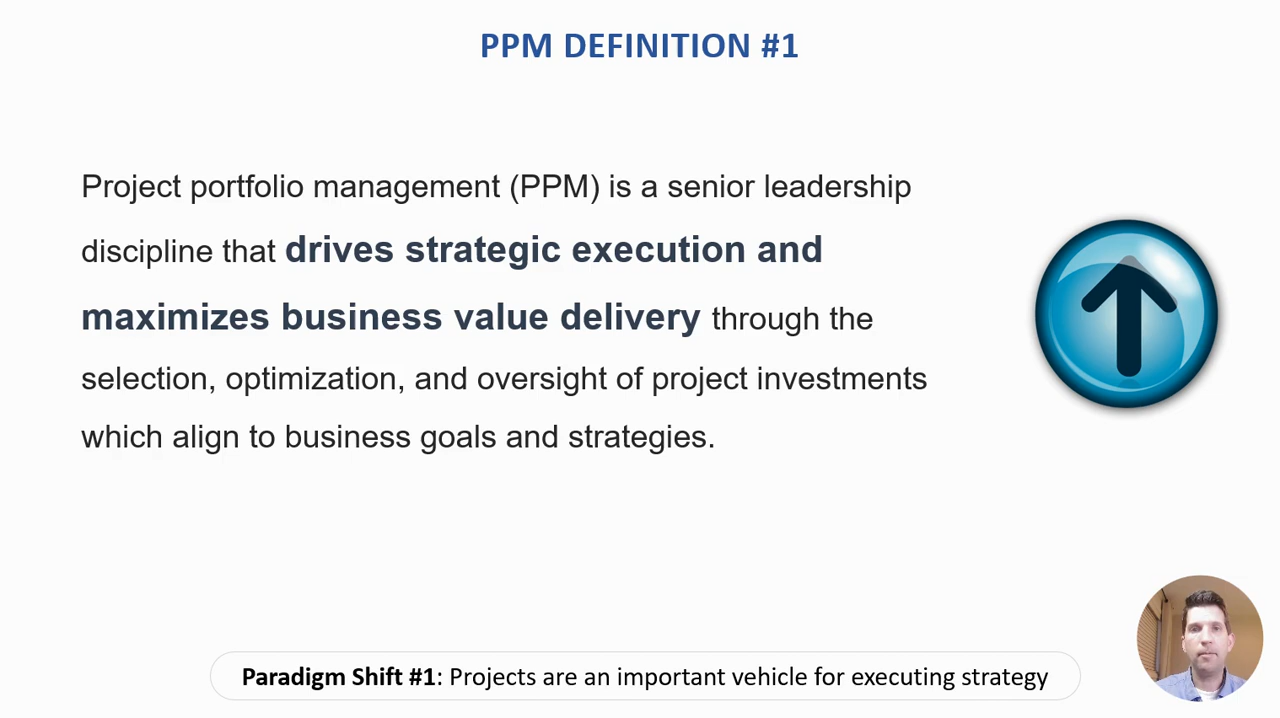 PPM DEFINITION #1
Project portfolio management (PPM) is a senior leadership
discipline that drives strategic execution and
maximizes business value delivery through the
selection, optimization, and oversight of project investments
which align to business goals and strategies.
Paradigm Shift #1: Projects are an important vehicle for executing strategy